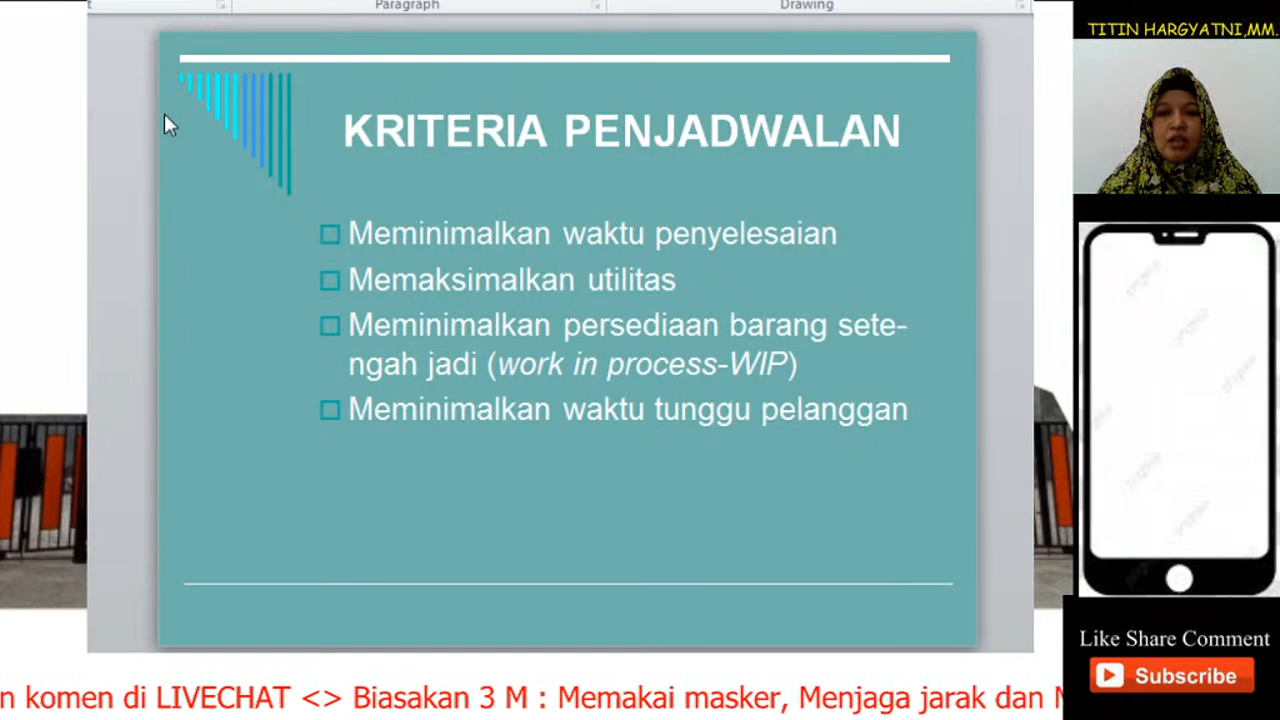 Paragraph
Drawing
TITIN HARGYATNI,MM.
KRITERIA PENJADWALAN
Meminimalkan waktu penyelesaian
Memaksimalkan utilitas
Meminimalkan persediaan barang sete-
ngah jadi (work in process-WIP)
Meminimalkan waktu tunggu pelanggan
Like Share Comment
Subscribe
n komen di LIVECHAT <> Biasakan 3 M : Memakai masker, Menjaga jarak dan